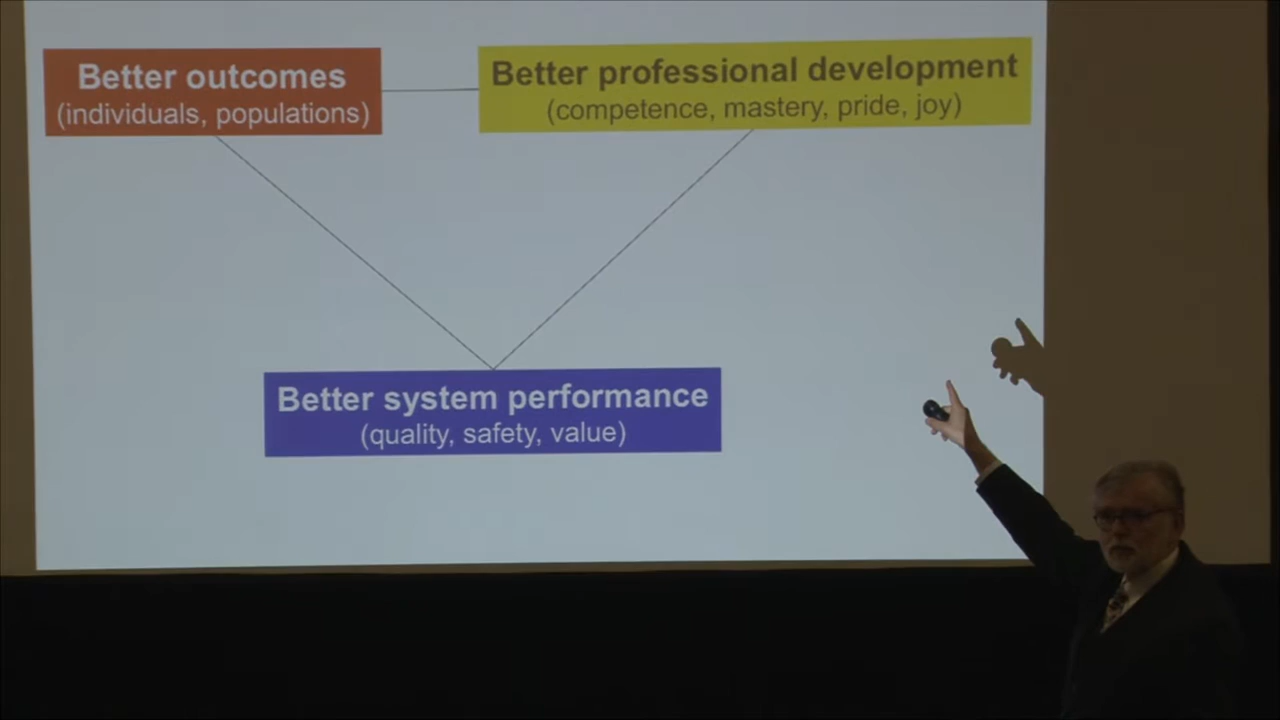 Better outcomes
(individuals, populations)
Better professional development
(competence, mastery, pride, joy)
Better system performance
(quality, safety, value)